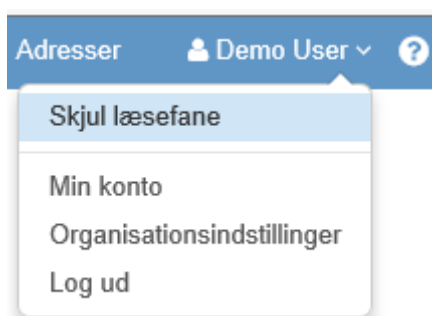 Adresser Demo User ?
Skjul læsefane
Min konto
Organisationsindstillinger
Log ud